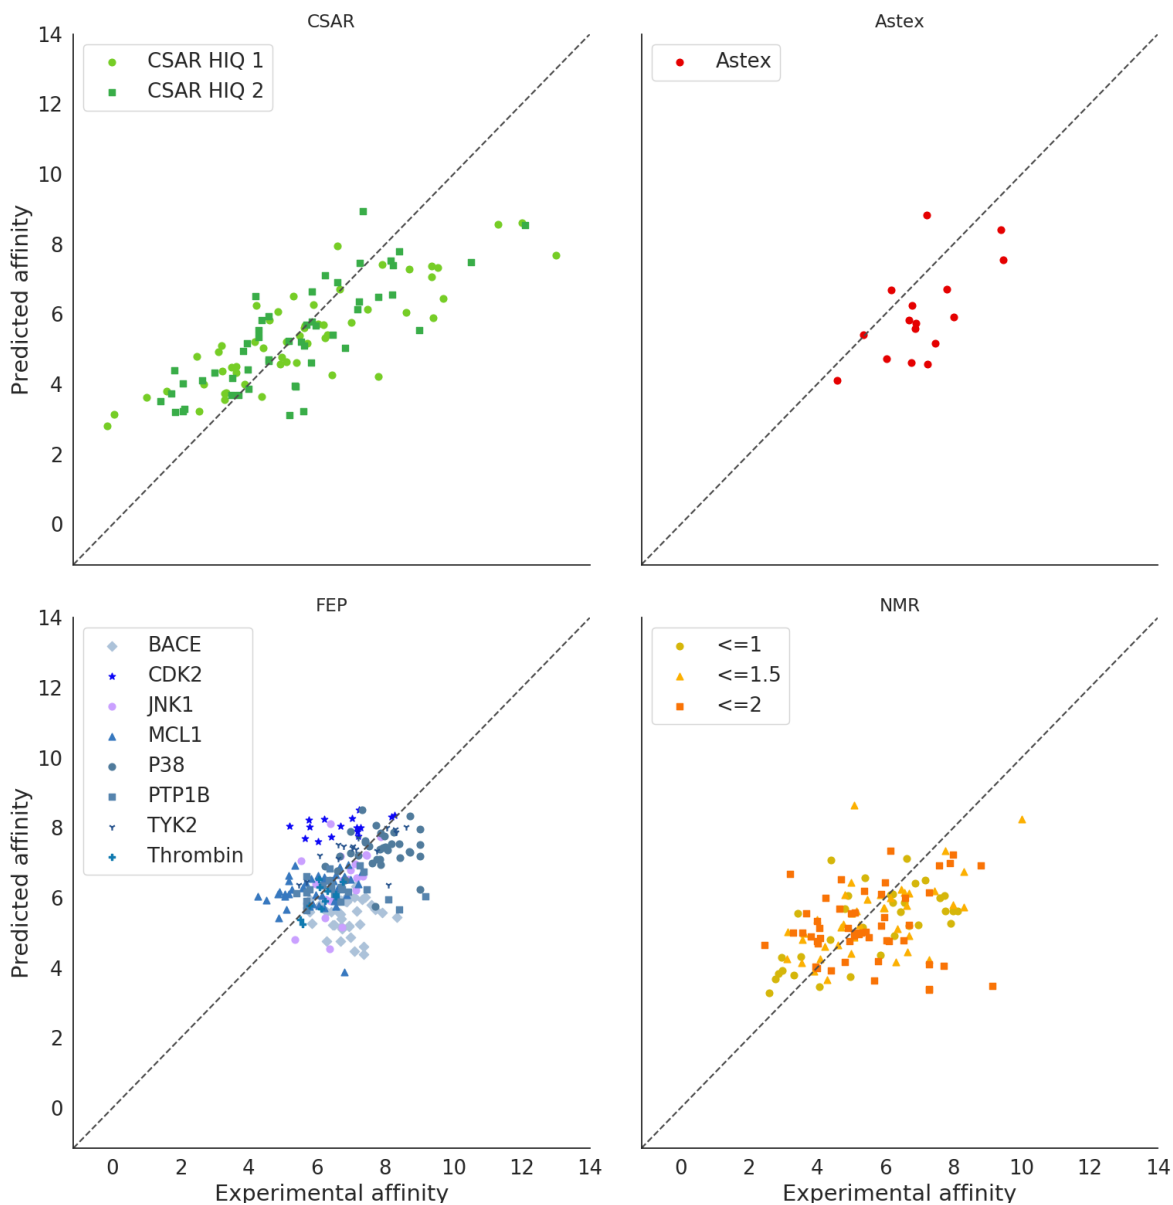 CSAR
14
12
10
8
6
4
2
0
Predicted affinity
CSAR HIQ 1
CSAR HIQ 2
Astex
Astex
FEP
14
12
10
8
6
4
2
0
Predicted affinity
BACE
CDK2
JNK1
MCL1
P38
PTP1B
TYK2
Thrombin
0 2 4 6 8 10 12 14
Experimental affinity
NMR
<=1
<=1.5
<=2
0 2 4 6 8 10 12 14
Experimental affinity